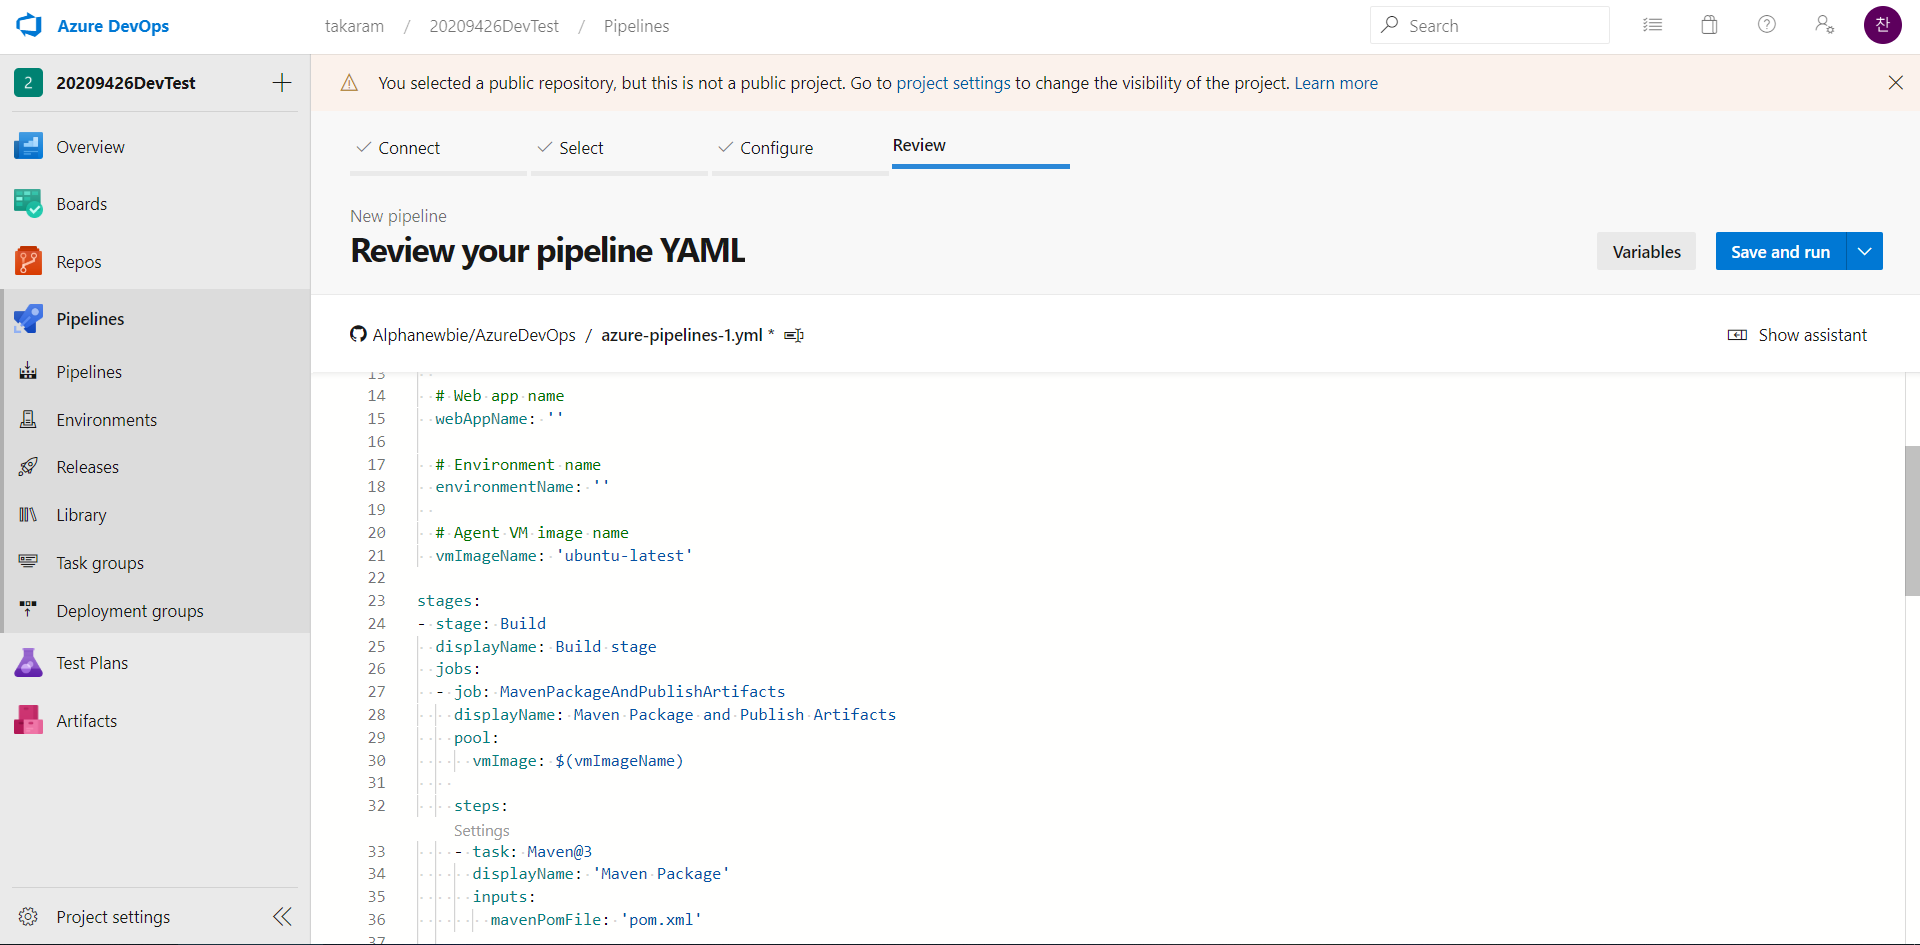 Azure DevOps
takaram / 20209426DevTest / Pipelines
Search
찬
2 20209426DevTest
You selected a public repository, but this is not a public project. Go to project settings to change the visibility of the project. Learn more
Overview
Boards
Repos
Pipelines
Pipelines
Environments
Releases
Library
Task groups
Deployment groups
Test Plans
Artifacts
Project settings
Connect
Select
Configure
Review
New pipeline
Review your pipeline YAML
Variables
Save and run
Alphanewbie/AzureDevOps / azure-pipelines-1.yml *
Show assistant
13
14 # Web app name
15 webAppName: ''
16
17 # Environment name
18 environmentName: ''
19
20 # Agent VM image name
21 vmImageName: 'ubuntu-latest'
22
23 stages:
24 - stage: Build
25 displayName: Build stage
26 jobs:
27 - job: MavenPackageAndPublishArtifacts
28 displayName: Maven Package and Publish Artifacts
29 pool:
30 vmImage: $(vmImageName)
31
32 steps:
Settings
33 - task: Maven@3
34 displayName: 'Maven Package'
35 inputs:
36 mavenPomFile: 'pom.xml'
37